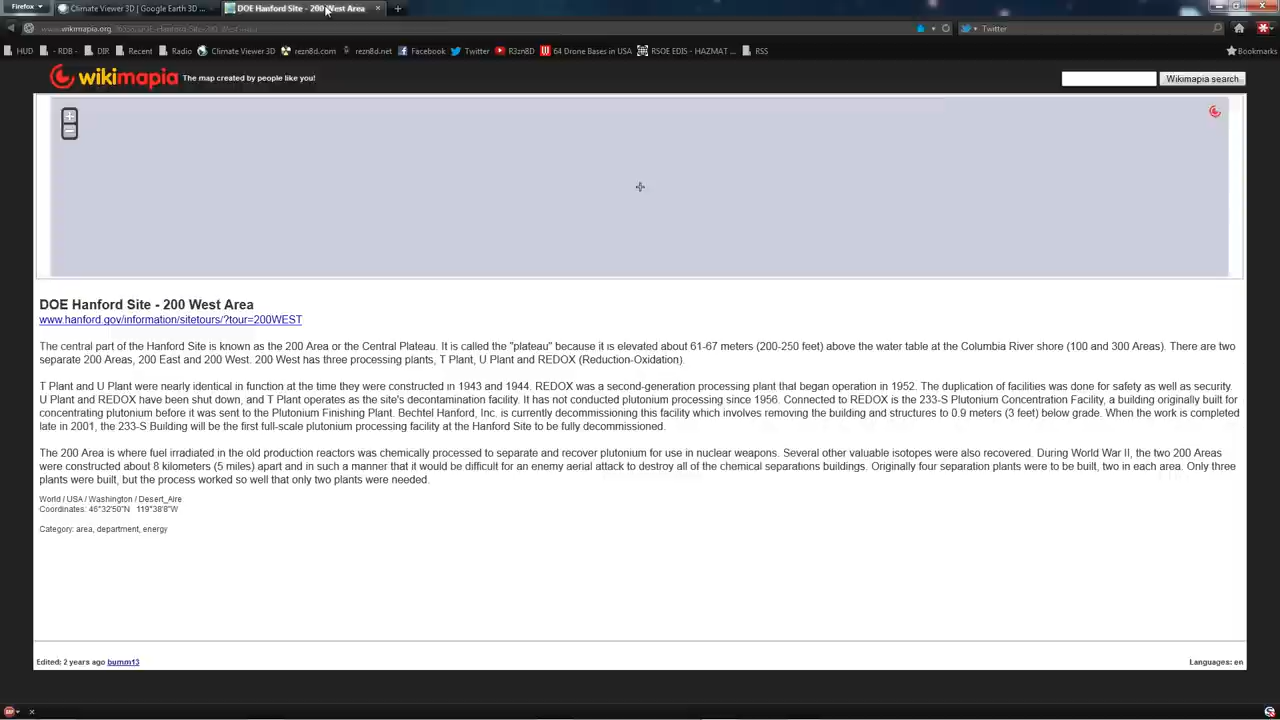 Firefox
Climate Viewer 3D | Google Earth 3D ...
DOE Hanford Site - 200 West Area
www.wikimapia.org
Twitter
HUD
- RDB -
DIR
Recent
Radio
Climate Viewer 3D
rezn8d.com
rezn8d.net
Facebook
Twitter
R3zn8D
64 Drone Bases in USA
RSOE EDIS - HAZMAT ...
RSS
Bookmarks
wikimapia The map created by people like you!
Wikimapia search
DOE Hanford Site - 200 West Area
www.hanford.gov/information/sitetours/?tour=200WEST
The central part of the Hanford Site is known as the 200 Area or the Central Plateau. It is called the "plateau" because it is elevated about 61-67 meters (200-250 feet) above the water table at the Columbia River shore (100 and 300 Areas). There are two
separate 200 Areas, 200 East and 200 West. 200 West has three processing plants, T Plant, U Plant and REDOX (Reduction-Oxidation).
T Plant and U Plant were nearly identical in function at the time they were constructed in 1943 and 1944. REDOX was a second-generation processing plant that began operation in 1952. The duplication of facilities was done for safety as well as security.
U Plant and REDOX have been shut down, and T Plant operates as the site's decontamination facility. It has not conducted plutonium processing since 1956. Connected to REDOX is the 233-S Plutonium Concentration Facility, a building originally built for
concentrating plutonium before it was sent to the Plutonium Finishing Plant. Bechtel Hanford, Inc. is currently decommissioning this facility which involves removing the building and structures to 0.9 meters (3 feet) below grade. When the work is completed
late in 2001, the 233-S Building will be the first full-scale plutonium processing facility at the Hanford Site to be fully decommissioned.
The 200 Area is where fuel irradiated in the old production reactors was chemically processed to separate and recover plutonium for use in nuclear weapons. Several other valuable isotopes were also recovered. During World War II, the two 200 Areas
were constructed about 8 kilometers (5 miles) apart and in such a manner that it would be difficult for an enemy aerial attack to destroy all of the chemical separations buildings. Originally four separation plants were to be built, two in each area. Only three
plants were built, but the process worked so well that only two plants were needed.
World / USA / Washington / Desert_Aire
Coordinates: 46°32'50"N 119°38'8"W
Category: area, department, energy
Edited: 2 years ago bumm13
Languages: en